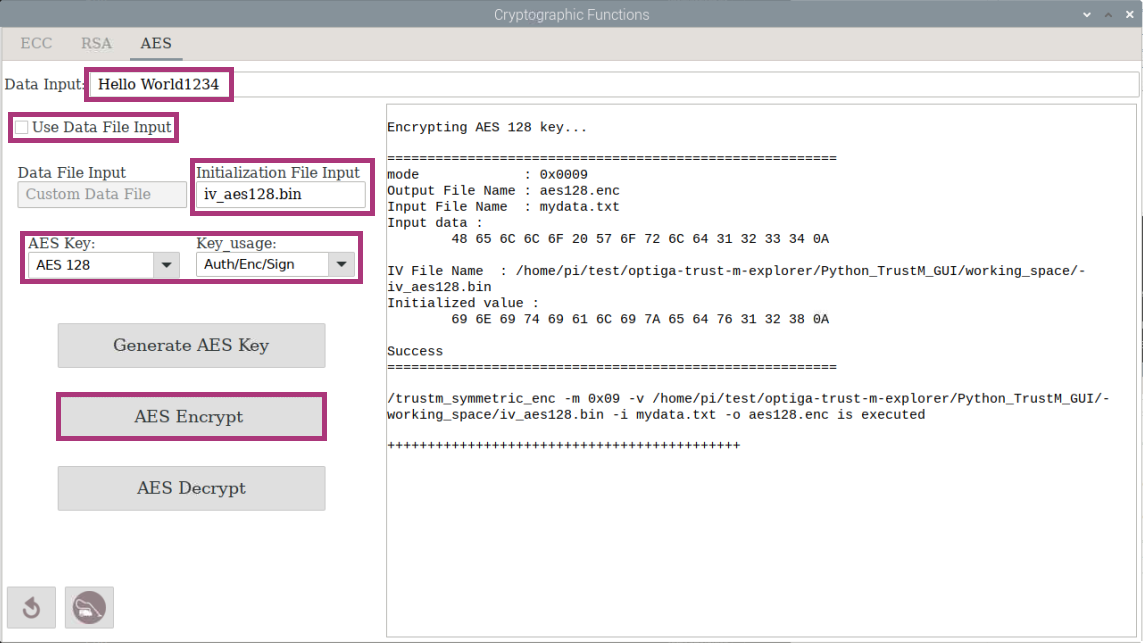 Cryptographic Functions
ECC RSA AES
Data Input: Hello World1234
Use Data File Input
Data File Input Initialization File Input
Custom Data File iv_aes128.bin
AES Key: Key_usage:
AES 128 Auth/Enc/Sign
Generate AES Key
AES Encrypt
AES Decrypt
Encrypting AES 128 key...
========================================================
mode : 0x0009
Output File Name : aes128.enc
Input File Name : mydata.txt
Input data :
48 65 6C 6C 6F 20 57 6F 72 6C 64 31 32 33 34 0A
IV File Name : /home/pi/test/optiga-trust-m-explorer/Python_TrustM_GUI/working_space/-
iv_aes128.bin
Initialized value :
69 6E 69 74 69 61 6C 69 7A 65 64 76 31 32 38 0A
Success
========================================================
/trustm_symmetric_enc -m 0x09 -v /home/pi/test/optiga-trust-m-explorer/Python_TrustM_GUI/-
working_space/iv_aes128.bin -i mydata.txt -o aes128.enc is executed
++++++++++++++++++++++++++++++++++++++++++++